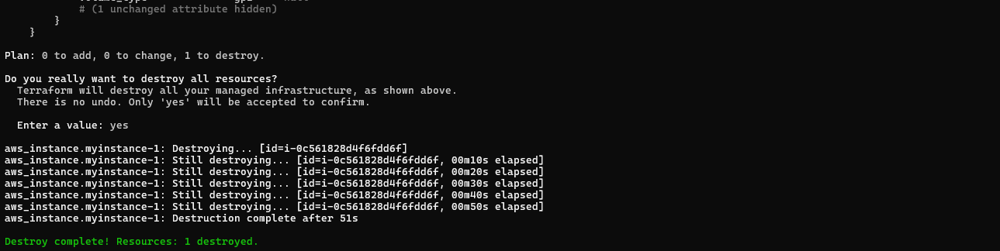 # (1 unchanged attribute hidden)
}
}
Plan: 0 to add, 0 to change, 1 to destroy.
Do you really want to destroy all resources?
Terraform will destroy all your managed infrastructure, as shown above.
There is no undo. Only 'yes' will be accepted to confirm.
Enter a value: yes
aws_instance.myinstance-1: Destroying... [id=i-0c561828d4f6fdd6f]
aws_instance.myinstance-1: Still destroying... [id=i-0c561828d4f6fdd6f, 00m10s elapsed]
aws_instance.myinstance-1: Still destroying... [id=i-0c561828d4f6fdd6f, 00m20s elapsed]
aws_instance.myinstance-1: Still destroying... [id=i-0c561828d4f6fdd6f, 00m30s elapsed]
aws_instance.myinstance-1: Still destroying... [id=i-0c561828d4f6fdd6f, 00m40s elapsed]
aws_instance.myinstance-1: Still destroying... [id=i-0c561828d4f6fdd6f, 00m50s elapsed]
aws_instance.myinstance-1: Destruction complete after 51s
Destroy complete! Resources: 1 destroyed.